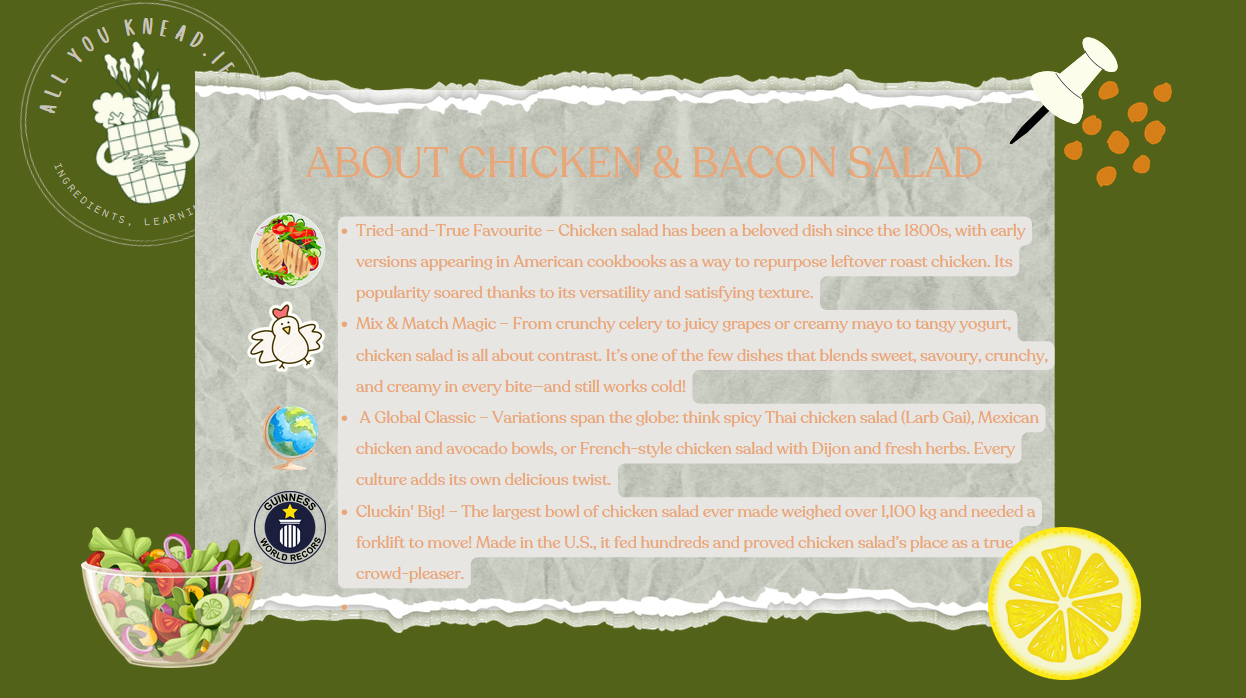 ALL YOU KNEAD.IE
ABOUT CHICKEN & BACON SALAD
INGREDIENTS, LEARNIN
• Tried-and-True Favourite – Chicken salad has been a beloved dish since the 1800s, with early
versions appearing in American cookbooks as a way to repurpose leftover roast chicken. Its
popularity soared thanks to its versatility and satisfying texture.
• Mix & Match Magic – From crunchy celery to juicy grapes or creamy mayo to tangy yogurt,
chicken salad is all about contrast. It’s one of the few dishes that blends sweet, savoury, crunchy,
and creamy in every bite—and still works cold!
• A Global Classic – Variations span the globe: think spicy Thai chicken salad (Larb Gai), Mexican
chicken and avocado bowls, or French-style chicken salad with Dijon and fresh herbs. Every
culture adds its own delicious twist.
GUINNESS
WORLD RECORS
• Cluckin' Big! – The largest bowl of chicken salad ever made weighed over 1,100 kg and needed a
forklift to move! Made in the U.S., it fed hundreds and proved chicken salad’s place as a true
crowd-pleaser.
•